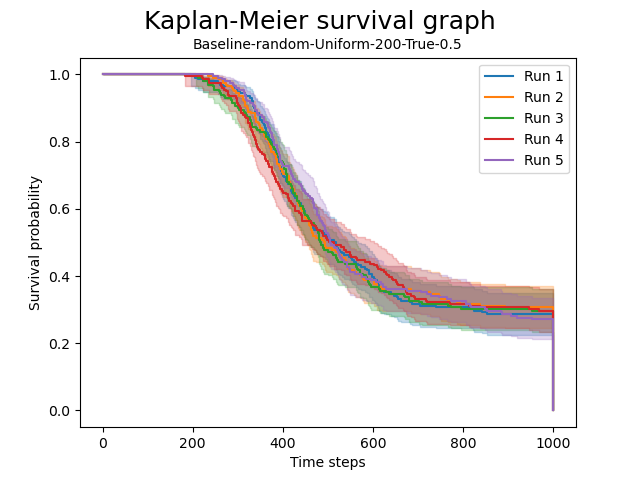 Kaplan-Meier survival graph
Baseline-random-Uniform-200-True-0.5
Run 1
Run 2
Run 3
Run 4
Run 5
Survival probability
1.0
0.8
0.6
0.4
0.2
0.0
0 200 400 600 800 1000
Time steps